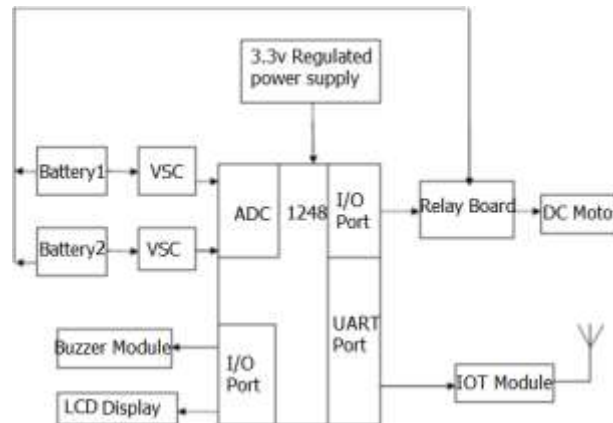 3.3v Regulated
power supply
Battery1
VSC
ADC
1248
I/O
Port
Relay Board
DC Moto
Battery2
VSC
UART
Port
Buzzer Module
I/O
Port
IOT Module
LCD Display